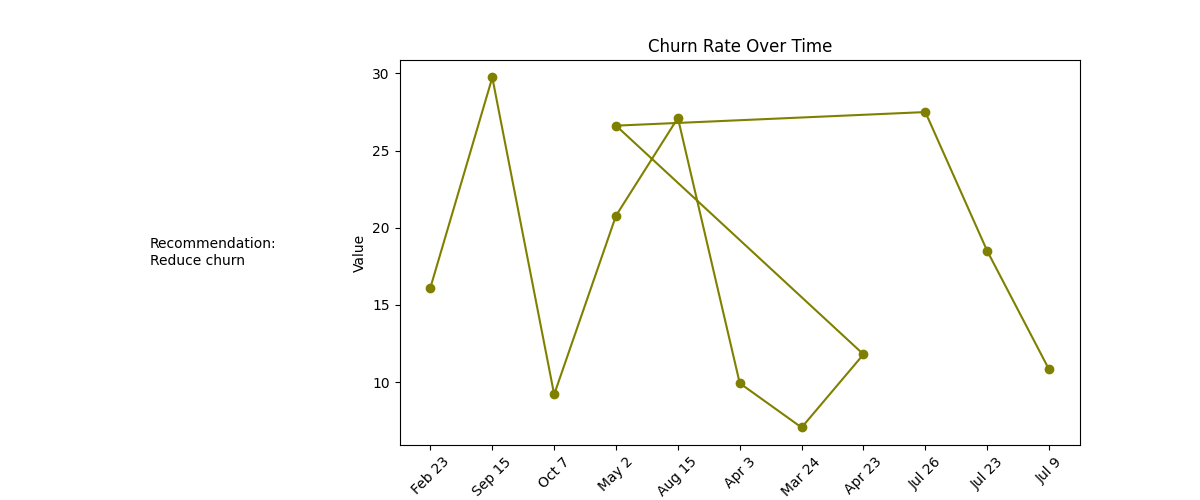 Churn Rate Over Time
Recommendation:
Reduce churn
Value
30
25
20
15
10
Feb 23
Sep 15
Oct 7
May 2
Aug 15
Apr 3
Mar 24
Apr 23
Jul 26
Jul 23
Jul 9